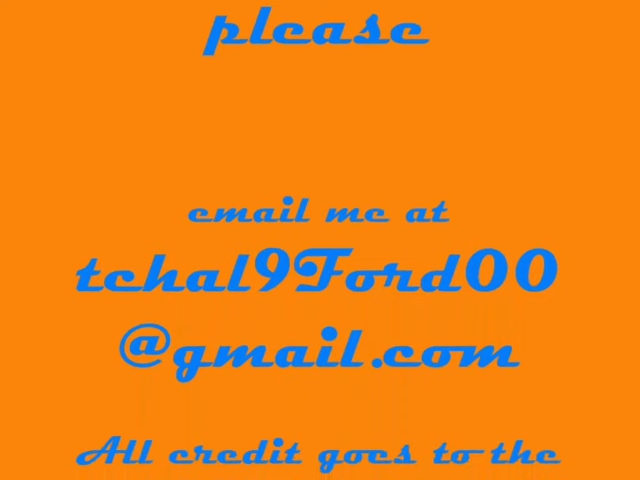 please
email me at
tchal9Ford00
@gmail.com
All credit goes to the